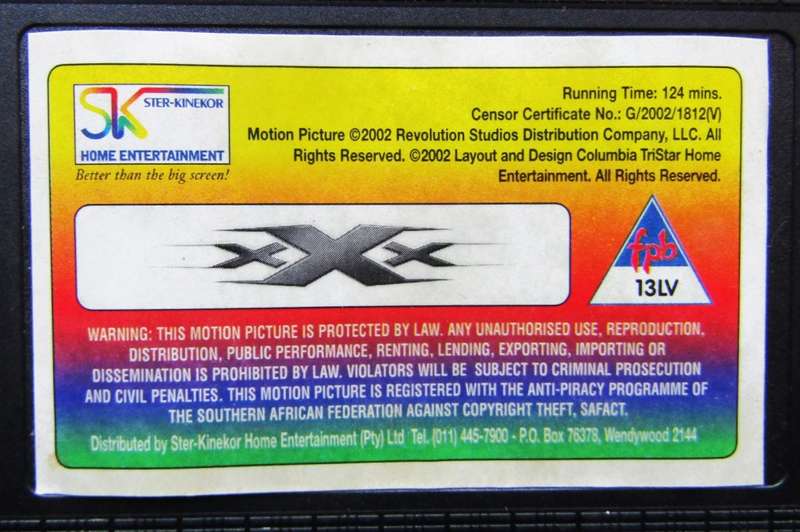 SK STER-KINEKOR
HOME ENTERTAINMENT
Better than the big screen!
Running Time: 124 mins.
Censor Certificate No.: G/2002/1812(V)
Motion Picture ©2002 Revolution Studios Distribution Company, LLC. All
Rights Reserved. ©2002 Layout and Design Columbia TriStar Home
Entertainment. All Rights Reserved.
xXx
fpb
13LV
WARNING: THIS MOTION PICTURE IS PROTECTED BY LAW. ANY UNAUTHORISED USE, REPRODUCTION,
DISTRIBUTION, PUBLIC PERFORMANCE, RENTING, LENDING, EXPORTING, IMPORTING OR
DISSEMINATION IS PROHIBITED BY LAW. VIOLATORS WILL BE SUBJECT TO CRIMINAL PROSECUTION
AND CIVIL PENALTIES. THIS MOTION PICTURE IS REGISTERED WITH THE ANTI-PIRACY PROGRAMME OF
THE SOUTHERN AFRICAN FEDERATION AGAINST COPYRIGHT THEFT, SAFACT.
Distributed by Ster-Kinekor Home Entertainment (Pty) Ltd Tel. (011) 445-7900 - P.O. Box 76378, Wendywood 2144